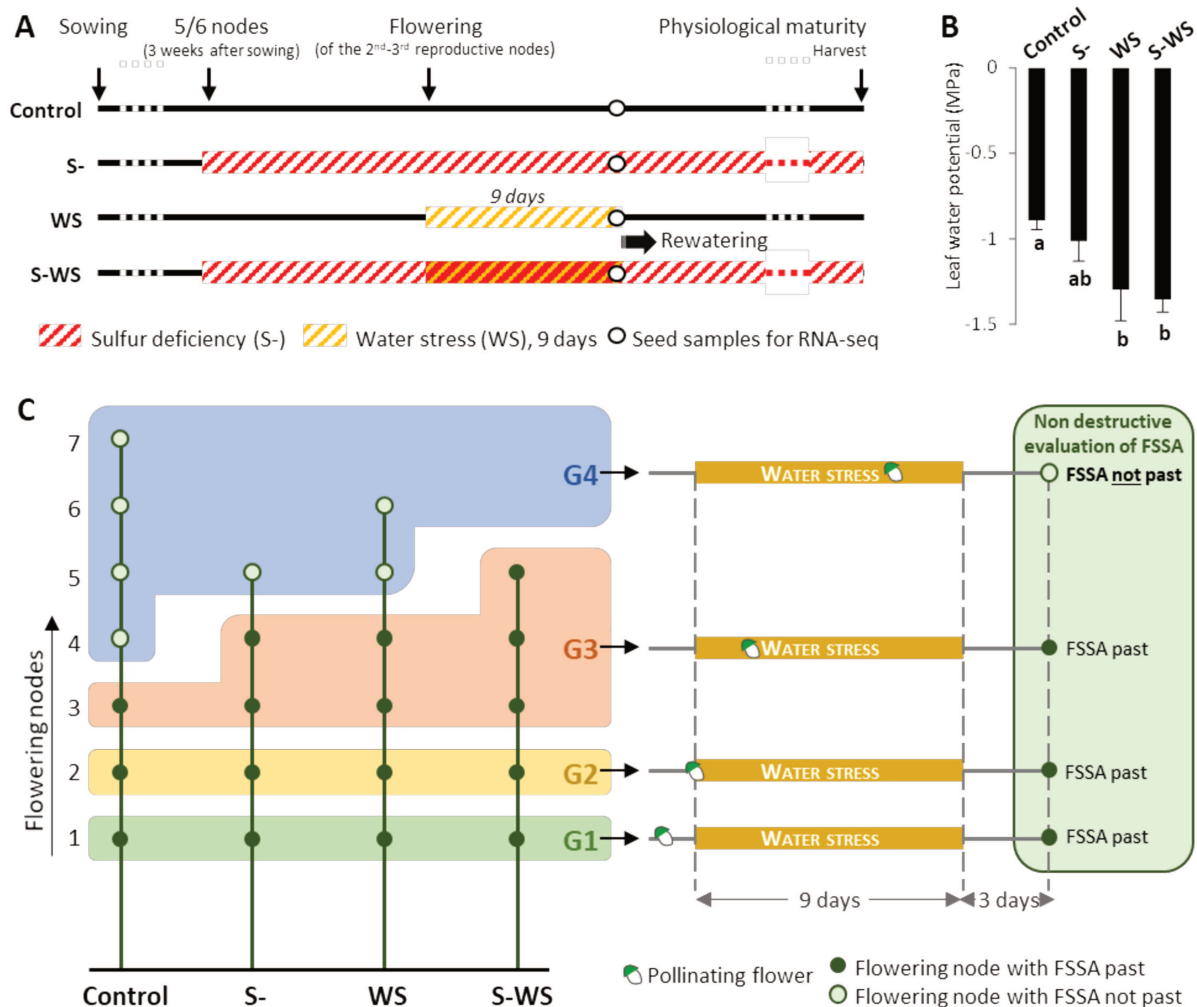 A
Sowing
5/6 nodes
(3 weeks after sowing)
Flowering
(of the 2nd-3rd reproductive nodes)
Physiological maturity
Harvest
Control
S-
WS
9 days
Rewatering
S-WS
Sulfur deficiency (S-)
Water stress (WS), 9 days
Seed samples for RNA-seq
B
Control
S-
WS
S-WS
Leaf water potential (MPa)
0
-0.5
-1
-1.5
a
ab
b
b
C
Flowering nodes
7
6
5
4
3
2
1
G4
G3
G2
G1
WATER STRESS
WATER STRESS
WATER STRESS
WATER STRESS
Non destructive
evaluation of FSSA
FSSA not past
FSSA past
FSSA past
FSSA past
9 days
3 days
Control
S-
WS
S-WS
Pollinating flower
Flowering node with FSSA past
Flowering node with FSSA not past